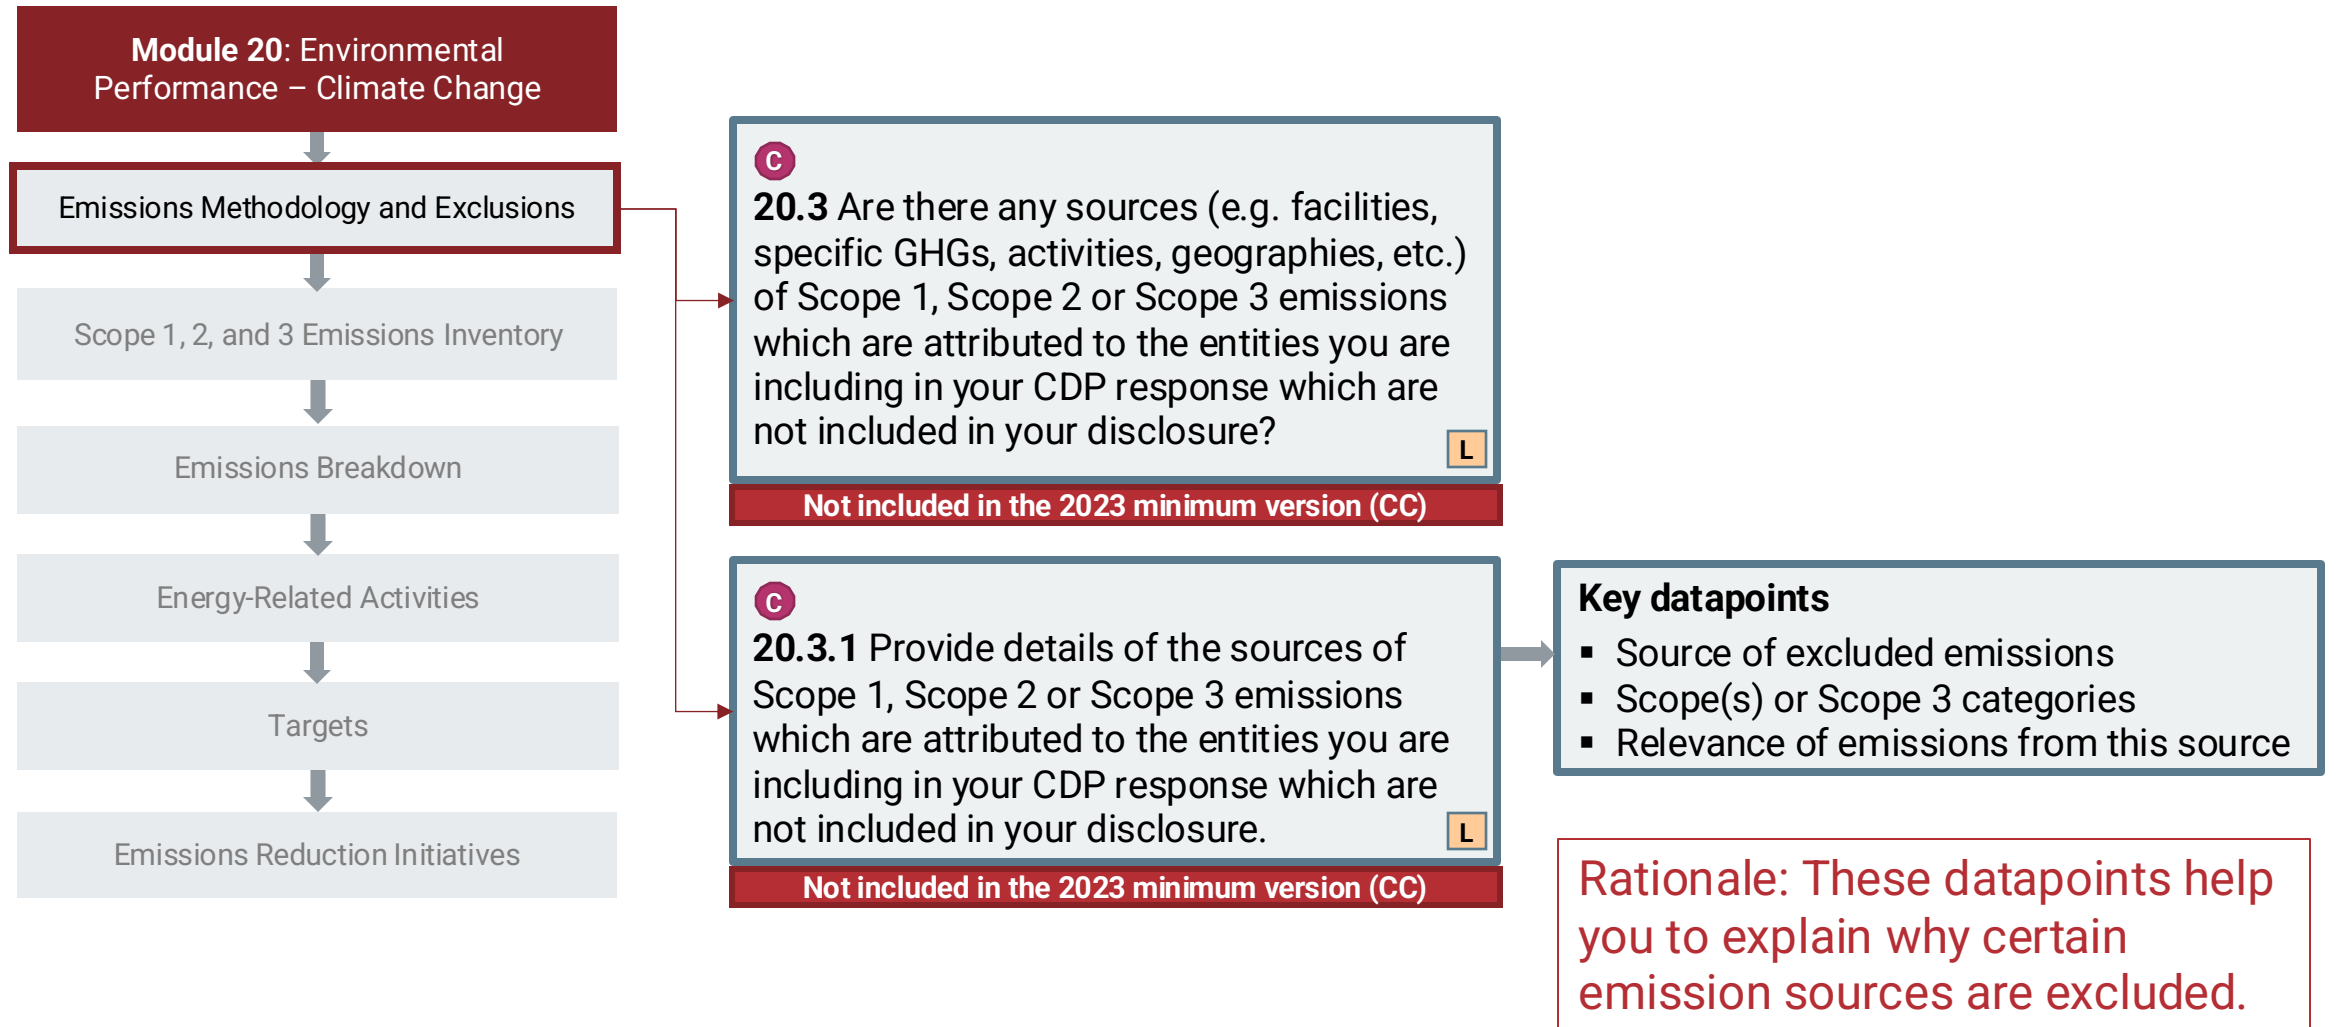 Module 20: Environmental
Performance – Climate Change
Emissions Methodology and Exclusions
Scope 1, 2, and 3 Emissions Inventory
Emissions Breakdown
Energy-Related Activities
Targets
Emissions Reduction Initiatives
C
20.3 Are there any sources (e.g. facilities,
specific GHGs, activities, geographies, etc.)
of Scope 1, Scope 2 or Scope 3 emissions
which are attributed to the entities you are
including in your CDP response which are
not included in your disclosure?
L
Not included in the 2023 minimum version (CC)
C
20.3.1 Provide details of the sources of
Scope 1, Scope 2 or Scope 3 emissions
which are attributed to the entities you are
including in your CDP response which are
not included in your disclosure.
L
Not included in the 2023 minimum version (CC)
Key datapoints
▪ Source of excluded emissions
▪ Scope(s) or Scope 3 categories
▪ Relevance of emissions from this source
Rationale: These datapoints help
you to explain why certain
emission sources are excluded.